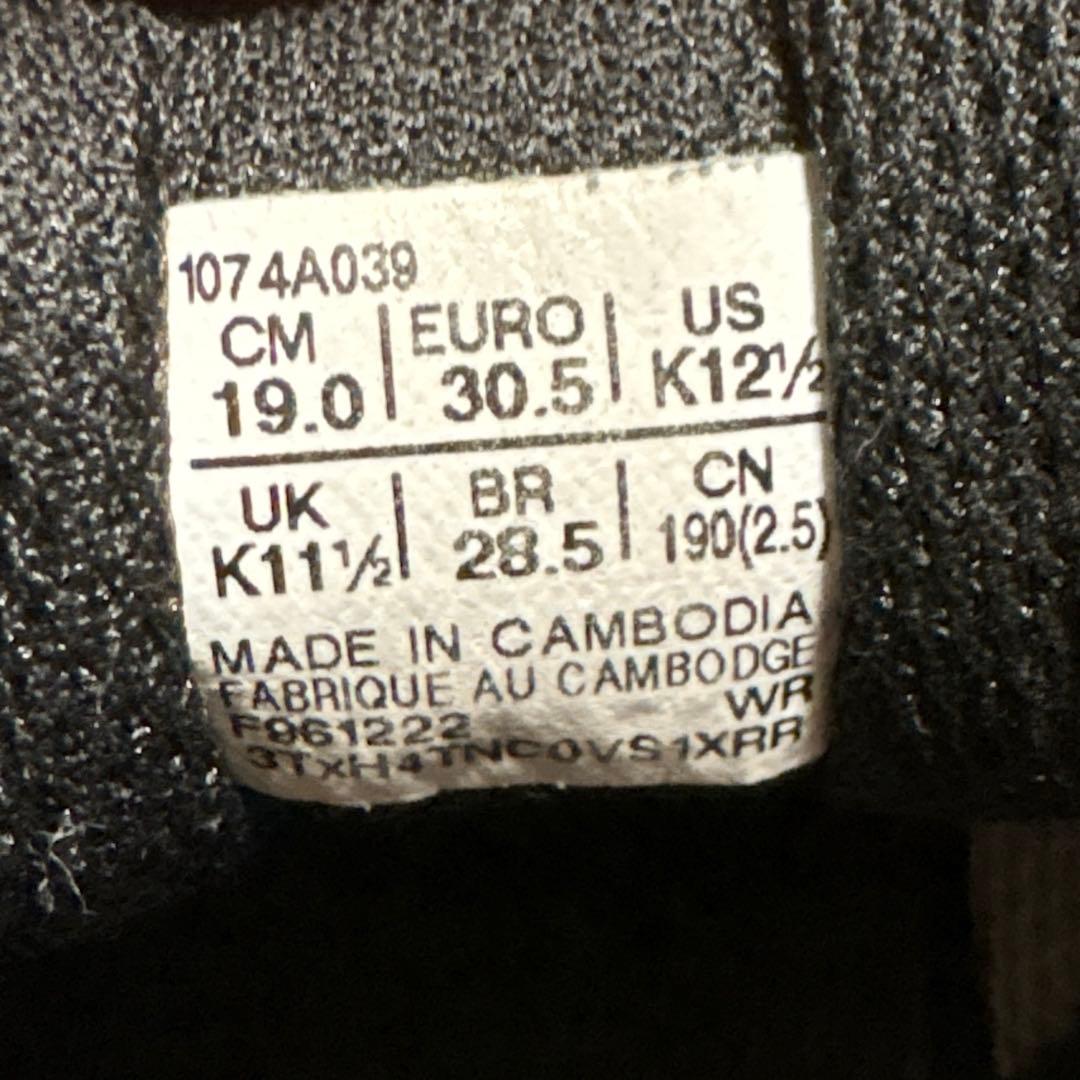 1074A039
CM | EURO | US
19.0 | 30.5 | K12½
UK | BR | CN
K11½ | 28.5 | 190(2.5)
MADE IN CAMBODIA
FABRIQUE AU CAMBODGE
F961222 WR
3TXH4TNC0VS1XRR